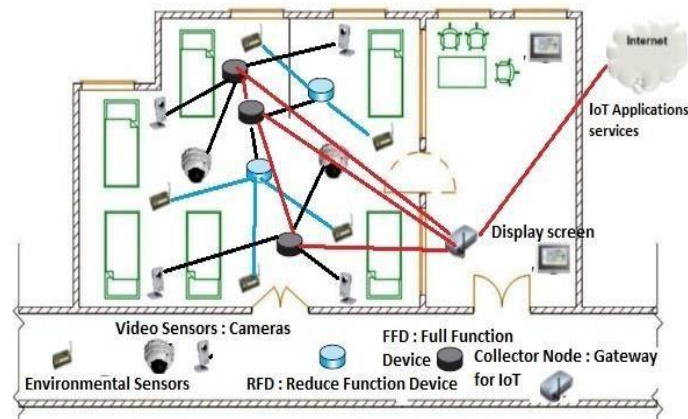 Internet
IoT Applications
services
Display screen
Video Sensors : Cameras
FFD : Full Function
Device
Collector Node : Gateway
for IoT
Environmental Sensors
RFD : Reduce Function Device